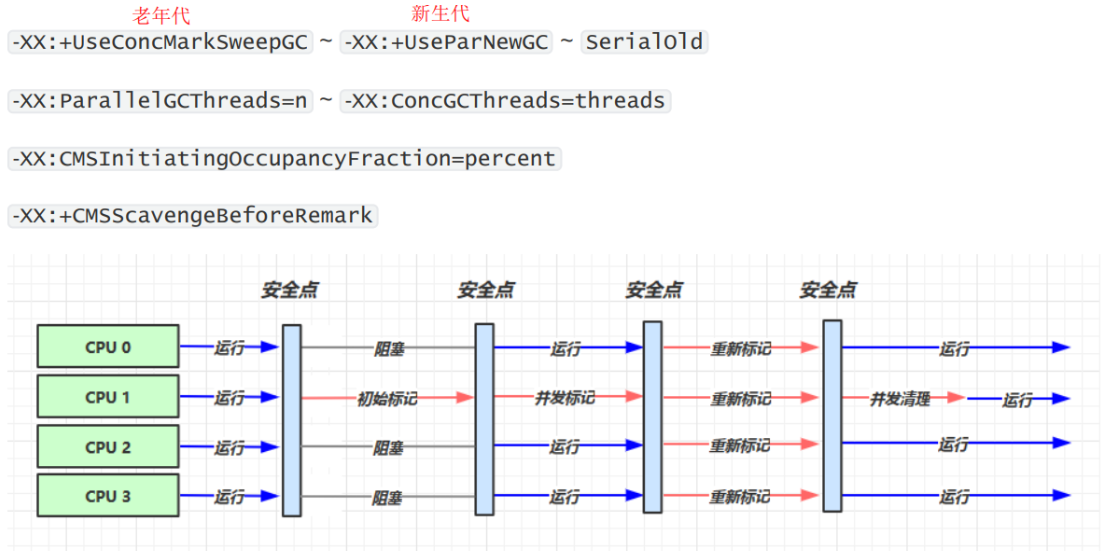 老年代 新生代
-XX:+UseConcMarkSweepGC ~ -XX:+UseParNewGC ~ SerialOld
-XX:ParallelGCThreads=n ~ -XX:ConcGCThreads=threads
-XX:CMSInitiatingOccupancyFraction=percent
-XX:+CMSScavengeBeforeRemark
安全点 安全点 安全点 安全点
CPU 0 运行 阻塞 运行 重新标记 运行
CPU 1 运行 初始标记 并发标记 重新标记 并发清理 运行
CPU 2 运行 阻塞 运行 重新标记 运行
CPU 3 运行 阻塞 运行 重新标记 运行